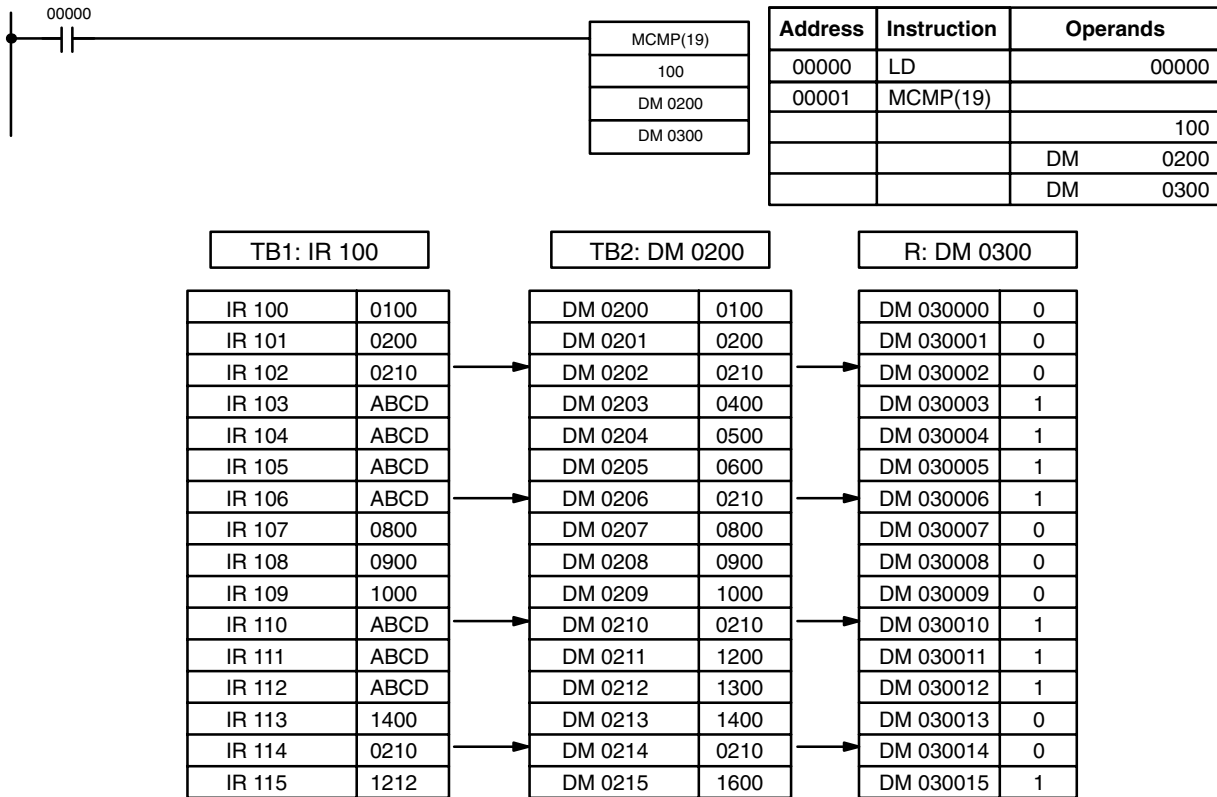 00000
MCMP(19)
100
DM 0200
DM 0300
Address Instruction Operands
00000 LD 00000
00001 MCMP(19)
100
DM 0200
DM 0300
TB1: IR 100 TB2: DM 0200 R: DM 0300
IR 100 0100 DM 0200 0100 DM 030000 0
IR 101 0200 DM 0201 0200 DM 030001 0
IR 102 0210 DM 0202 0210 DM 030002 0
IR 103 ABCD DM 0203 0400 DM 030003 1
IR 104 ABCD DM 0204 0500 DM 030004 1
IR 105 ABCD DM 0205 0600 DM 030005 1
IR 106 ABCD DM 0206 0210 DM 030006 1
IR 107 0800 DM 0207 0800 DM 030007 0
IR 108 0900 DM 0208 0900 DM 030008 0
IR 109 1000 DM 0209 1000 DM 030009 0
IR 110 ABCD DM 0210 0210 DM 030010 1
IR 111 ABCD DM 0211 1200 DM 030011 1
IR 112 ABCD DM 0212 1300 DM 030012 1
IR 113 1400 DM 0213 1400 DM 030013 0
IR 114 0210 DM 0214 0210 DM 030014 0
IR 115 1212 DM 0215 1600 DM 030015 1